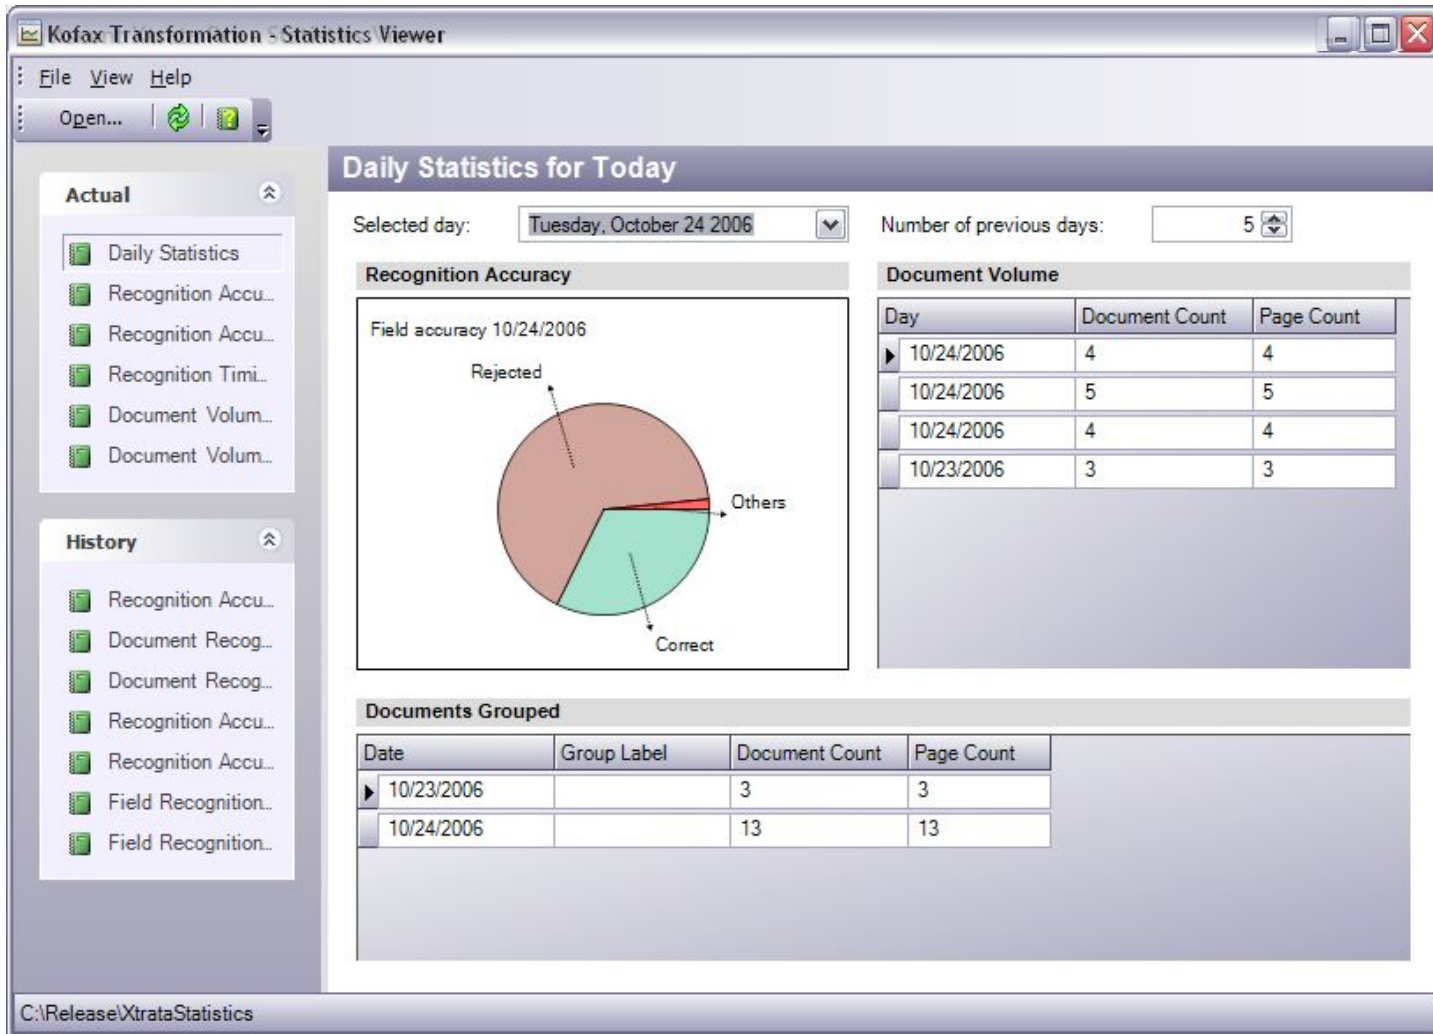 Kofax Transformation - Statistics Viewer
File View Help
Open...
Actual
Daily Statistics
Recognition Accu...
Recognition Accu...
Recognition Timi...
Document Volum...
Document Volum...
History
Recognition Accu...
Document Recog...
Document Recog...
Recognition Accu...
Recognition Accu...
Field Recognition...
Field Recognition...
Daily Statistics for Today
Selected day: Tuesday, October 24 2006 Number of previous days: 5
Recognition Accuracy
Field accuracy 10/24/2006
Rejected
Others
Correct
Document Volume
Day Document Count Page Count
10/24/2006 4 4
10/24/2006 5 5
10/24/2006 4 4
10/23/2006 3 3
Documents Grouped
Date Group Label Document Count Page Count
10/23/2006 3 3
10/24/2006 13 13
C:\Release\XtrataStatistics